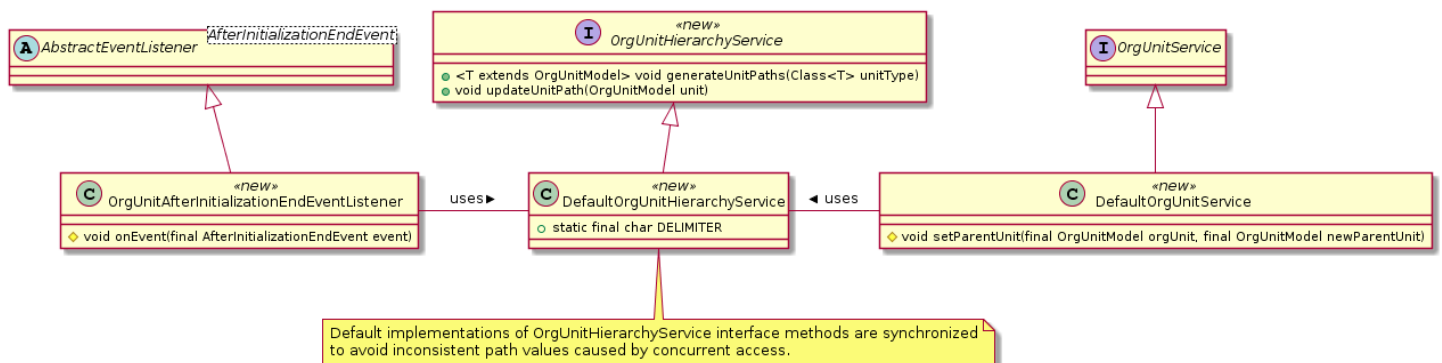 AfterInitializationEndEvent
A AbstractEventListener
«new»
I OrgUnitHierarchyService
<T extends OrgUnitModel> void generateUnitPaths(Class<T> unitType)
void updateUnitPath(OrgUnitModel unit)
I OrgUnitService
«new»
C OrgUnitAfterInitializationEndEventListener
void onEvent(final AfterInitializationEndEvent event)
uses
«new»
C DefaultOrgUnitHierarchyService
static final char DELIMITER
uses
«new»
C DefaultOrgUnitService
void setParentUnit(final OrgUnitModel orgUnit, final OrgUnitModel newParentUnit)
Default implementations of OrgUnitHierarchyService interface methods are synchronized
to avoid inconsistent path values caused by concurrent access.